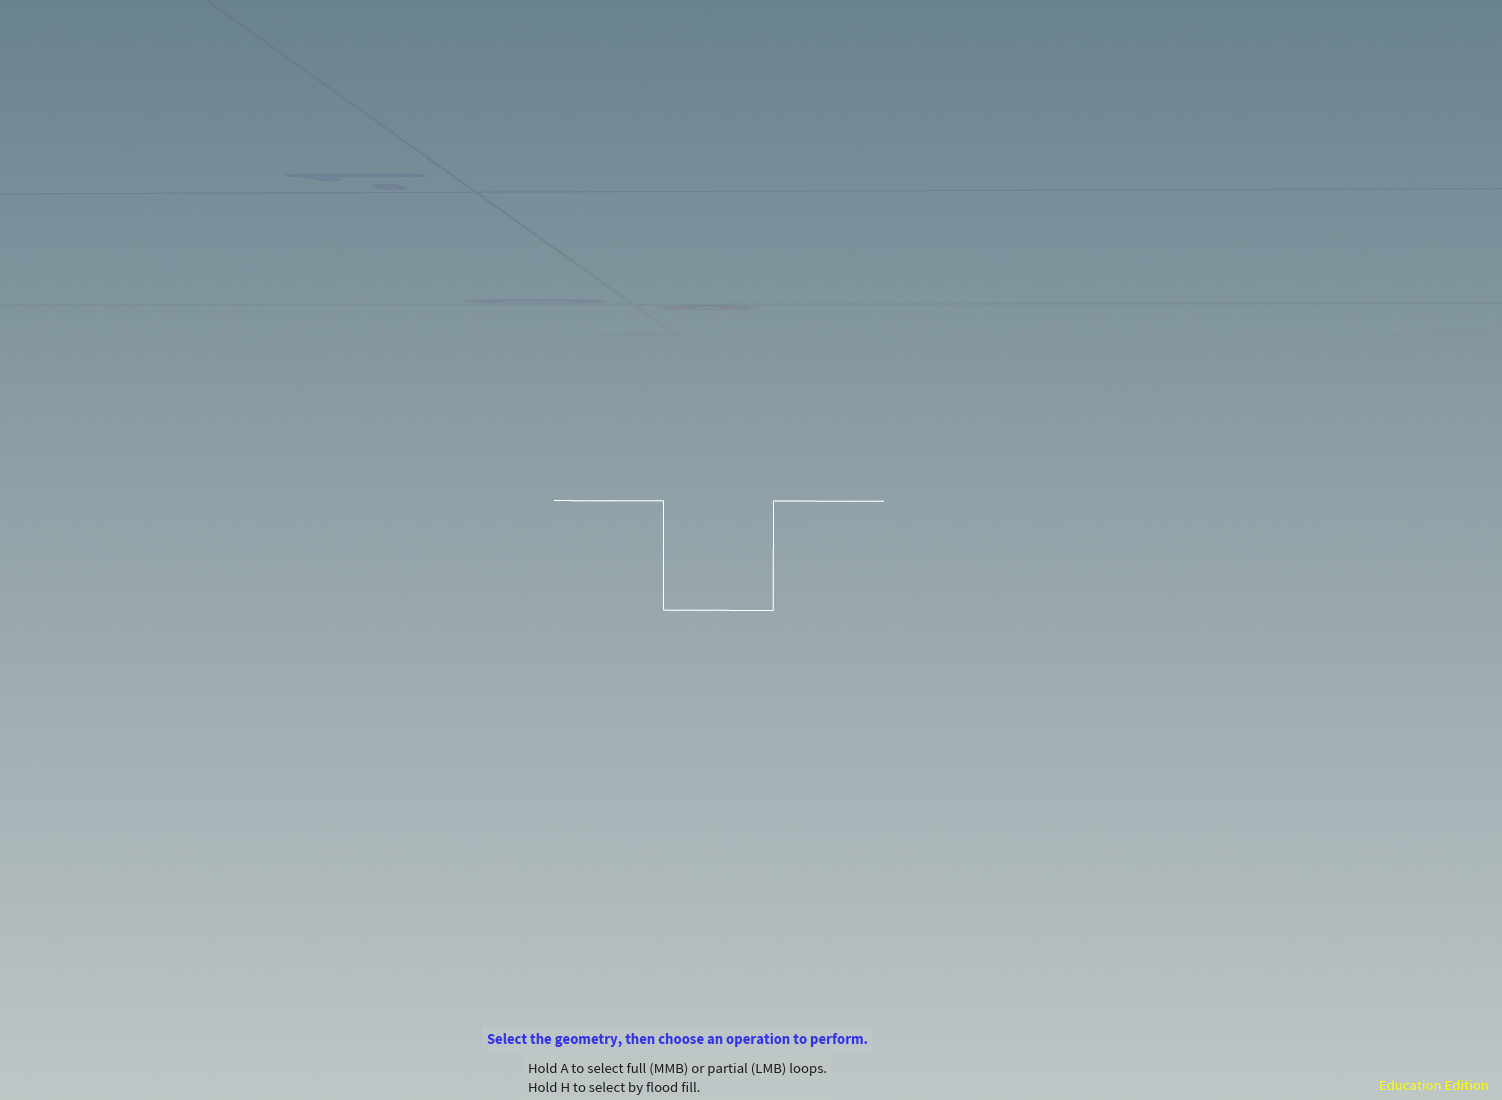 Select the geometry, then choose an operation to perform.
Hold A to select full (MMB) or partial (LMB) loops.
Hold H to select by flood fill.
Education Edition